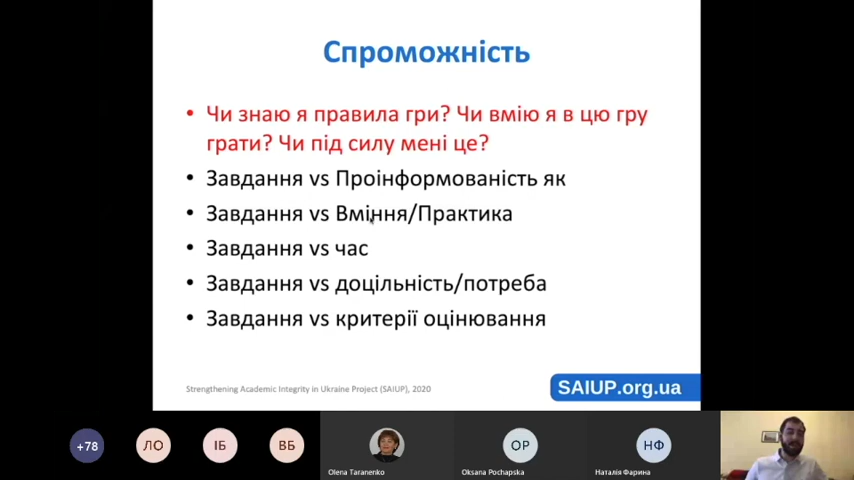 Спроможність
• Чи знаю я правила гри? Чи вмію я в цю гру
грати? Чи під силу мені це?
• Завдання vs Проінформованість як
• Завдання vs Вміння/Практика
• Завдання vs час
• Завдання vs доцільність/потреба
• Завдання vs критерії оцінювання
Strengthening Academic Integrity in Ukraine Project (SAIUP), 2020
SAIUP.org.ua
+78
ЛО
ІБ
ВБ
Olena Taranenko
OP
Oksana Pochapska
НФ
Наталія Фарина